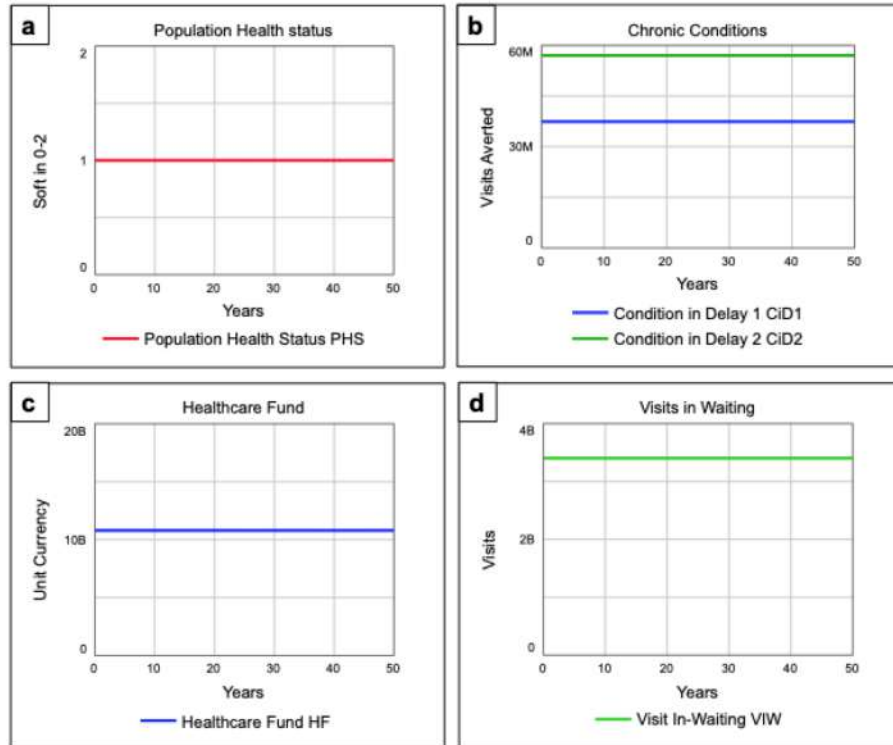 a
Population Health status
2
1
0
Soft in 0-2
0 10 20 30 40 50
Years
Population Health Status PHS
b
Chronic Conditions
60M
30M
0
Visits Averted
0 10 20 30 40 50
Years
Condition in Delay 1 CiD1
Condition in Delay 2 CiD2
c
Healthcare Fund
20B
10B
0
Unit Currency
0 10 20 30 40 50
Years
Healthcare Fund HF
d
Visits in Waiting
4B
2B
0
Visits
0 10 20 30 40 50
Years
Visit In-Waiting VIW